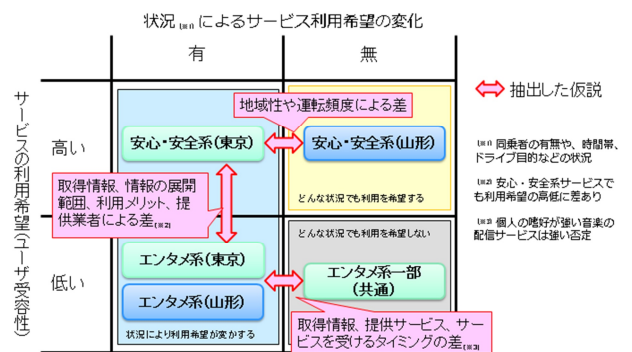 状況(※1)によるサービス利用希望の変化
有
無
サービスの利用希望(ユーザ受容性)
高い
低い
地域性や運転頻度による差
安心・安全系(東京)
安心・安全系(山形)
取得情報、情報の展開
範囲、利用メリット、提
供業者による差(※2)
どんな状況でも利用を希望する
どんな状況でも利用を希望しない
エンタメ系(東京)
エンタメ系(山形)
エンタメ系一部
(共通)
状況により利用希望が変かする
取得情報、提供サービス、サー
ビスを受けるタイミングの差(※3)
抽出した仮説
(※1) 同乗者の有無や、時間帯、
ドライブ目的などの状況
(※2) 安心・安全系サービスで
も利用希望の高低に差あり
(※3) 個人の嗜好が強い音楽の
配信サービスは強い否定